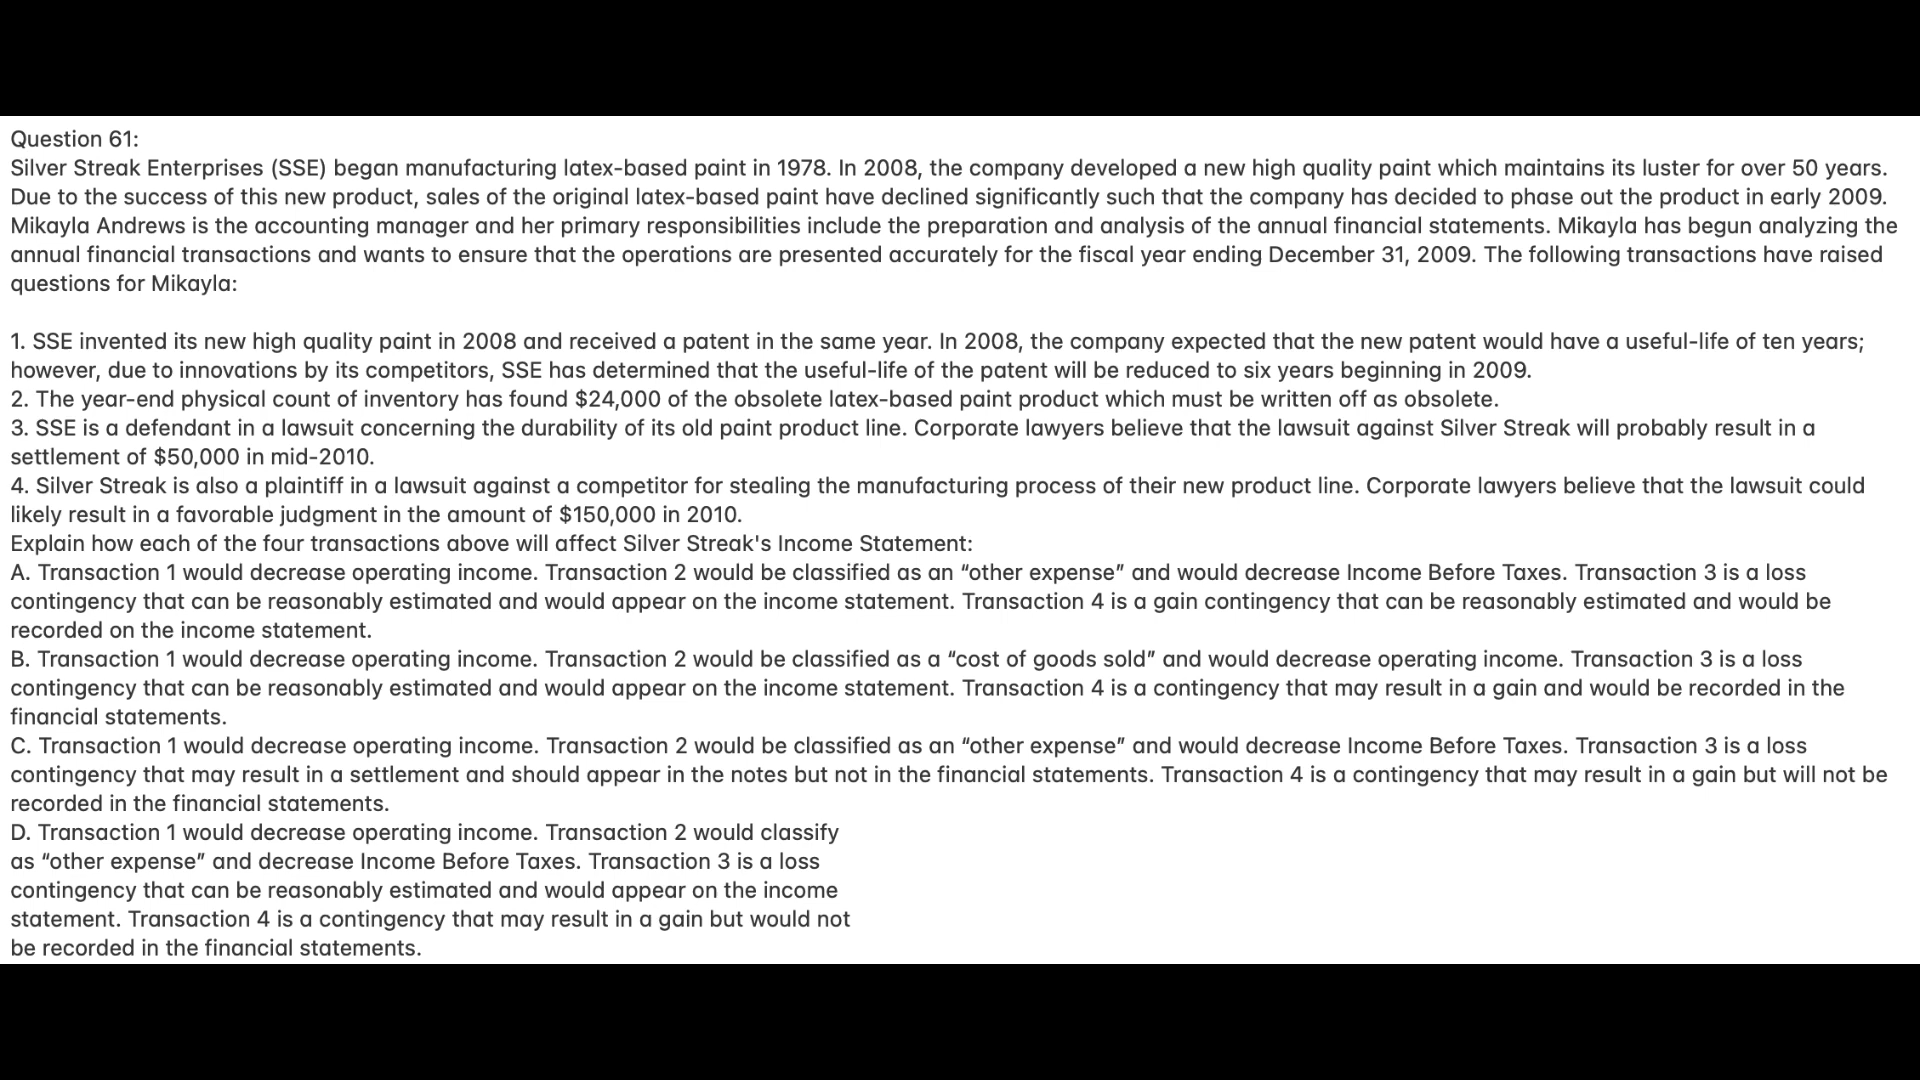 Question 61:
Silver Streak Enterprises (SSE) began manufacturing latex-based paint in 1978. In 2008, the company developed a new high quality paint which maintains its luster for over 50 years.
Due to the success of this new product, sales of the original latex-based paint have declined significantly such that the company has decided to phase out the product in early 2009.
Mikayla Andrews is the accounting manager and her primary responsibilities include the preparation and analysis of the annual financial statements. Mikayla has begun analyzing the
annual financial transactions and wants to ensure that the operations are presented accurately for the fiscal year ending December 31, 2009. The following transactions have raised
questions for Mikayla:
1. SSE invented its new high quality paint in 2008 and received a patent in the same year. In 2008, the company expected that the new patent would have a useful-life of ten years;
however, due to innovations by its competitors, SSE has determined that the useful-life of the patent will be reduced to six years beginning in 2009.
2. The year-end physical count of inventory has found $24,000 of the obsolete latex-based paint product which must be written off as obsolete.
3. SSE is a defendant in a lawsuit concerning the durability of its old paint product line. Corporate lawyers believe that the lawsuit against Silver Streak will probably result in a
settlement of $50,000 in mid-2010.
4. Silver Streak is also a plaintiff in a lawsuit against a competitor for stealing the manufacturing process of their new product line. Corporate lawyers believe that the lawsuit could
likely result in a favorable judgment in the amount of $150,000 in 2010.
Explain how each of the four transactions above will affect Silver Streak's Income Statement:
A. Transaction 1 would decrease operating income. Transaction 2 would be classified as an “other expense” and would decrease Income Before Taxes. Transaction 3 is a loss
contingency that can be reasonably estimated and would appear on the income statement. Transaction 4 is a gain contingency that can be reasonably estimated and would be
recorded on the income statement.
B. Transaction 1 would decrease operating income. Transaction 2 would be classified as a “cost of goods sold” and would decrease operating income. Transaction 3 is a loss
contingency that can be reasonably estimated and would appear on the income statement. Transaction 4 is a contingency that may result in a gain and would be recorded in the
financial statements.
C. Transaction 1 would decrease operating income. Transaction 2 would be classified as an “other expense” and would decrease Income Before Taxes. Transaction 3 is a loss
contingency that may result in a settlement and should appear in the notes but not in the financial statements. Transaction 4 is a contingency that may result in a gain but will not be
recorded in the financial statements.
D. Transaction 1 would decrease operating income. Transaction 2 would classify
as “other expense” and decrease Income Before Taxes. Transaction 3 is a loss
contingency that can be reasonably estimated and would appear on the income
statement. Transaction 4 is a contingency that may result in a gain but would not
be recorded in the financial statements.